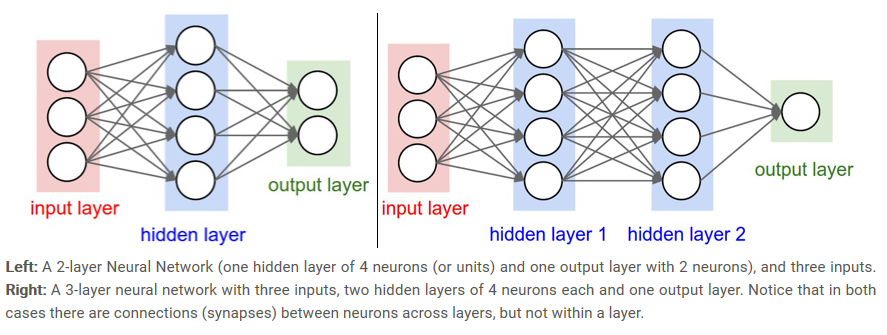 input layer
hidden layer
output layer
input layer
hidden layer 1
hidden layer 2
output layer
Left: A 2-layer Neural Network (one hidden layer of 4 neurons (or units) and one output layer with 2 neurons), and three inputs.
Right: A 3-layer neural network with three inputs, two hidden layers of 4 neurons each and one output layer. Notice that in both
cases there are connections (synapses) between neurons across layers, but not within a layer.